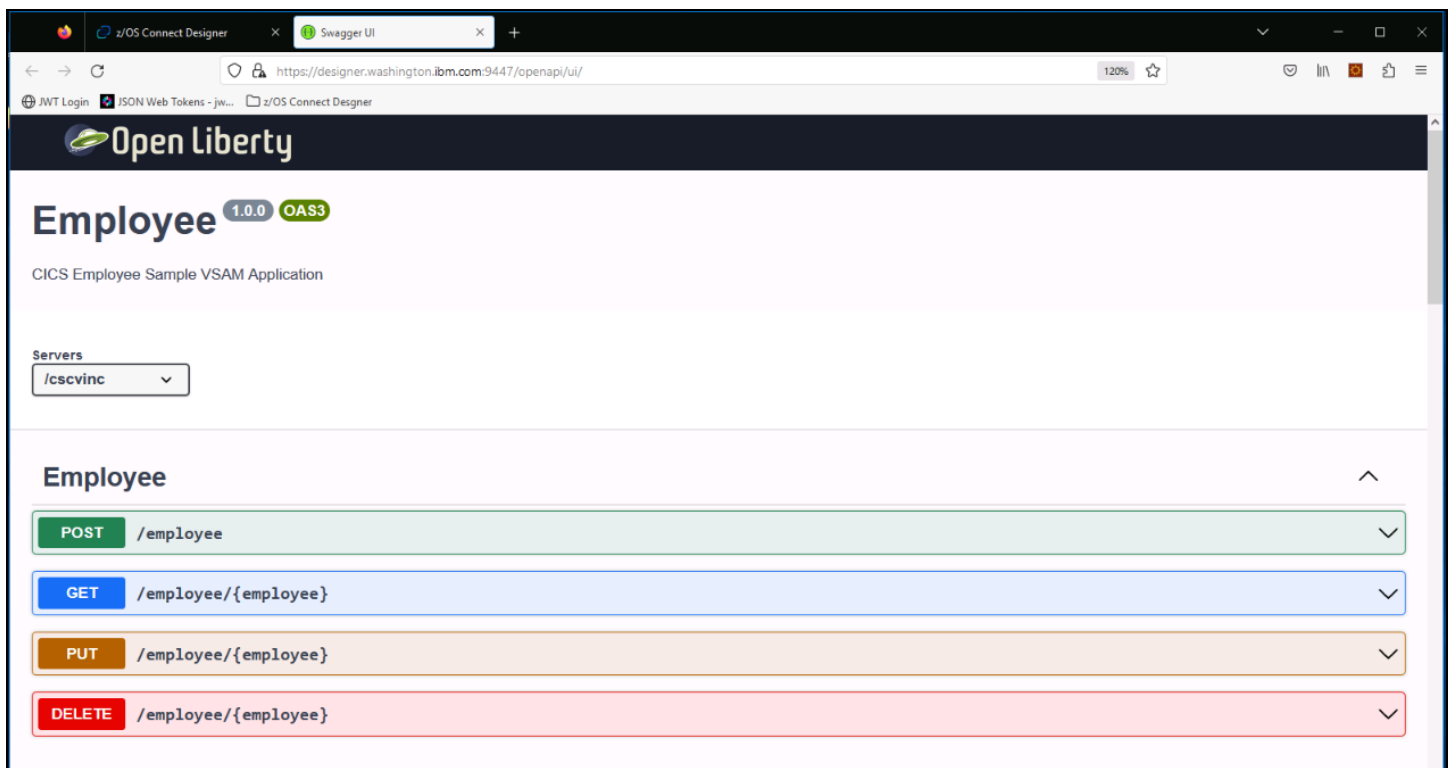 z/OS Connect Designer
Swagger UI
https://designer.washington.ibm.com:9447/openapi/ui/
120%
JWT Login
JSON Web Tokens - jw...
z/OS Connect Desgner
Open Liberty
Employee 1.0.0 OAS3
CICS Employee Sample VSAM Application
Servers
/cscvinc
Employee
POST /employee
GET /employee/{employee}
PUT /employee/{employee}
DELETE /employee/{employee}